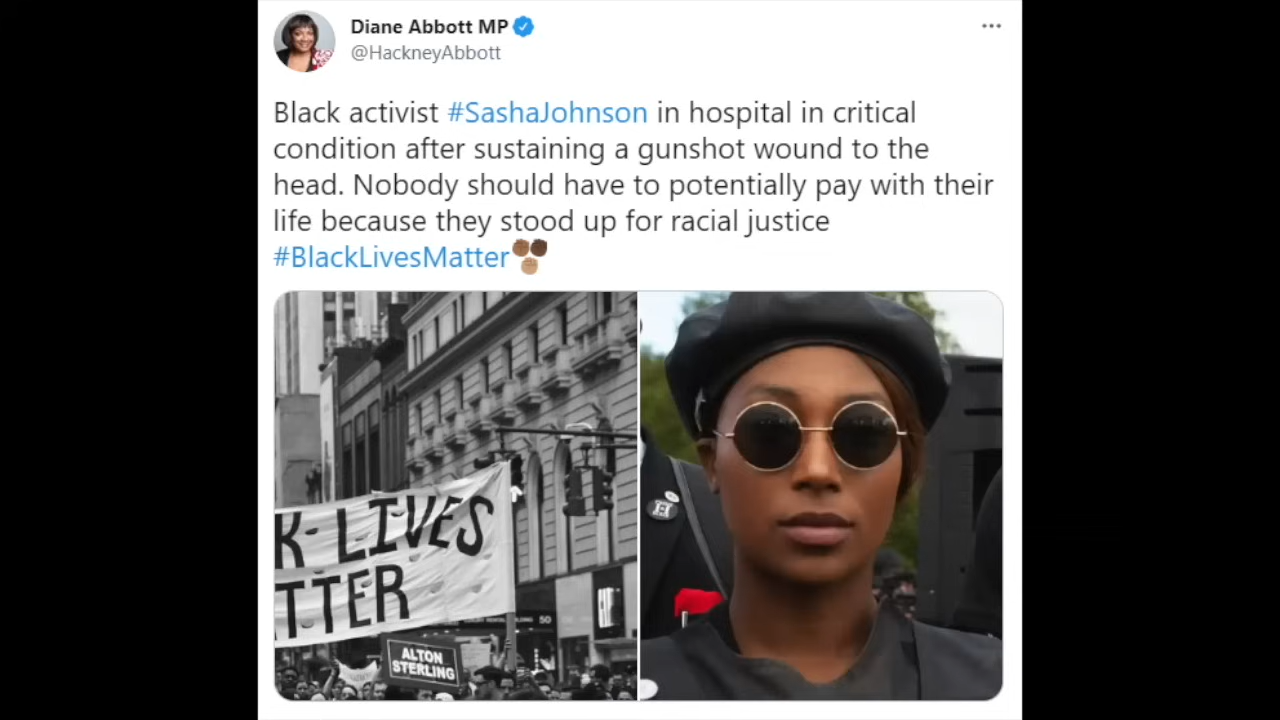 Diane Abbott MP
@HackneyAbbott
Black activist #SashaJohnson in hospital in critical
condition after sustaining a gunshot wound to the
head. Nobody should have to potentially pay with their
life because they stood up for racial justice
#BlackLivesMatter
K LIVES
TTER
50
ALTON
STERLING